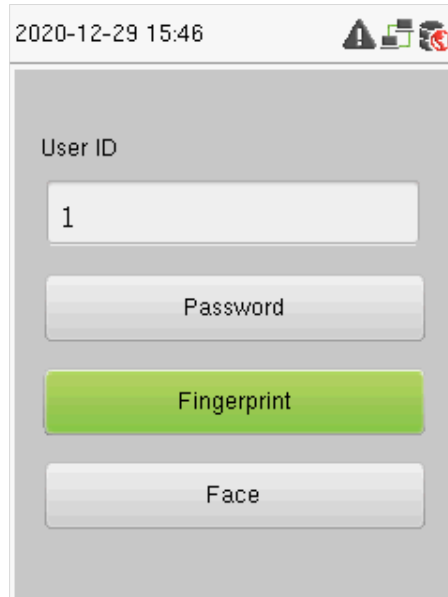 2020-12-29 15:46
User ID
1
Password
Fingerprint
Face